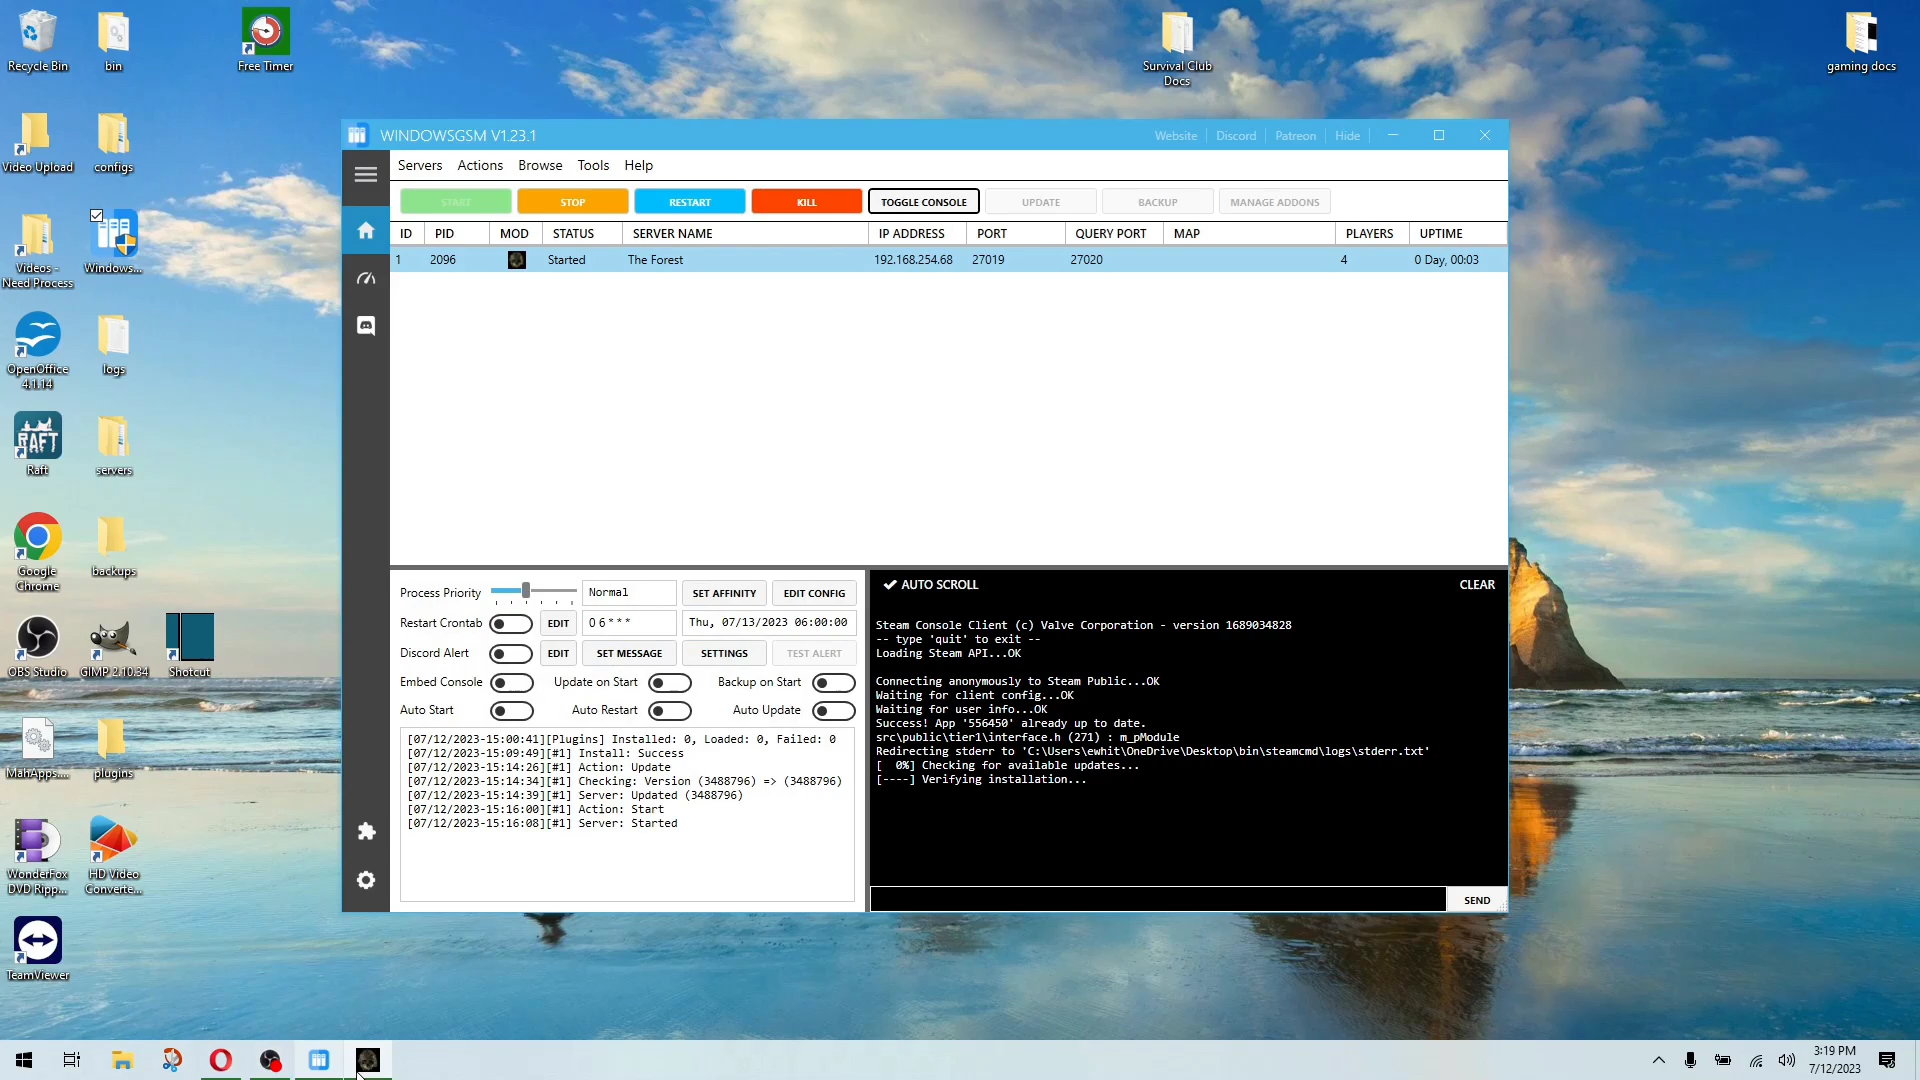 Recycle Bin
bin
Free Timer
Survival Club
Docs
gaming docs
Video Upload
configs
Videos -
Need Process
Windows...
OpenOffice
4.1.14
logs
RAFT
Raft
servers
Google
Chrome
backups
OBS Studio
GIMP 2.10.34
Shotcut
MahApps....
plugins
WonderFox
DVD Ripp...
HD Video
Converte...
TeamViewer
WINDOWSGSM V1.23.1
Website
Discord
Patreon
Hide
Servers
Actions
Browse
Tools
Help
START
STOP
RESTART
KILL
TOGGLE CONSOLE
UPDATE
BACKUP
MANAGE ADDONS
ID PID MOD STATUS SERVER NAME IP ADDRESS PORT QUERY PORT MAP PLAYERS UPTIME
1 2096 Started The Forest 192.168.254.68 27019 27020 4 0 Day, 00:03
Process Priority Normal SET AFFINITY EDIT CONFIG
Restart Crontab EDIT 0 6 * * * Thu, 07/13/2023 06:00:00
Discord Alert EDIT SET MESSAGE SETTINGS TEST ALERT
Embed Console Update on Start Backup on Start
Auto Start Auto Restart Auto Update
[07/12/2023-15:00:41][Plugins] Installed: 0, Loaded: 0, Failed: 0
[07/12/2023-15:09:49][#1] Install: Success
[07/12/2023-15:14:26][#1] Action: Update
[07/12/2023-15:14:34][#1] Checking: Version (3488796) => (3488796)
[07/12/2023-15:14:39][#1] Server: Updated (3488796)
[07/12/2023-15:16:00][#1] Action: Start
[07/12/2023-15:16:08][#1] Server: Started
AUTO SCROLL
CLEAR
Steam Console Client (c) Valve Corporation - version 1689034828
-- type 'quit' to exit --
Loading Steam API...OK
Connecting anonymously to Steam Public...OK
Waiting for client config...OK
Waiting for user info...OK
Success! App '556450' already up to date.
src\public\tier1\interface.h (271) : m_pModule
Redirecting stderr to 'C:\Users\ewhit\OneDrive\Desktop\bin\steamcmd\logs\stderr.txt'
[ 0%] Checking for available updates...
[----] Verifying installation...
SEND
3:19 PM
7/12/2023